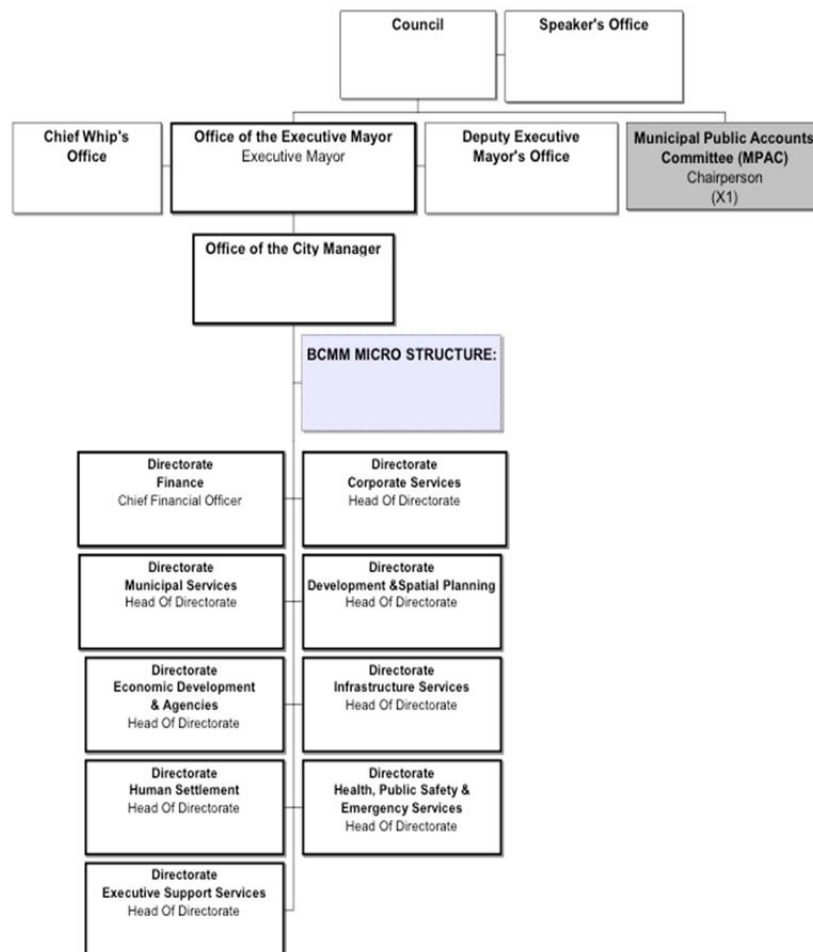 Council
Speaker's Office
Chief Whip's
Office
Office of the Executive Mayor
Executive Mayor
Deputy Executive
Mayor's Office
Municipal Public Accounts
Committee (MPAC)
Chairperson
(X1)
Office of the City Manager
BCMM MICRO STRUCTURE:
Directorate
Finance
Chief Financial Officer
Directorate
Corporate Services
Head Of Directorate
Directorate
Municipal Services
Head Of Directorate
Directorate
Development &Spatial Planning
Head Of Directorate
Directorate
Economic Development
& Agencies
Head Of Directorate
Directorate
Infrastructure Services
Head Of Directorate
Directorate
Human Settlement
Head Of Directorate
Directorate
Health, Public Safety &
Emergency Services
Head Of Directorate
Directorate
Executive Support Services
Head Of Directorate